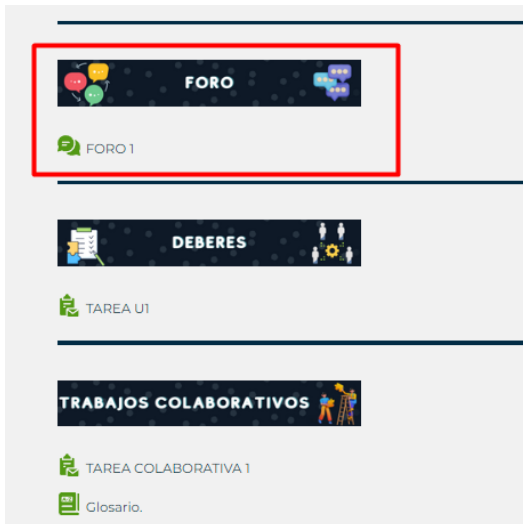 FORO
FORO 1
DEBERES
TAREA U1
TRABAJOS COLABORATIVOS
TAREA COLABORATIVA 1
Glosario.